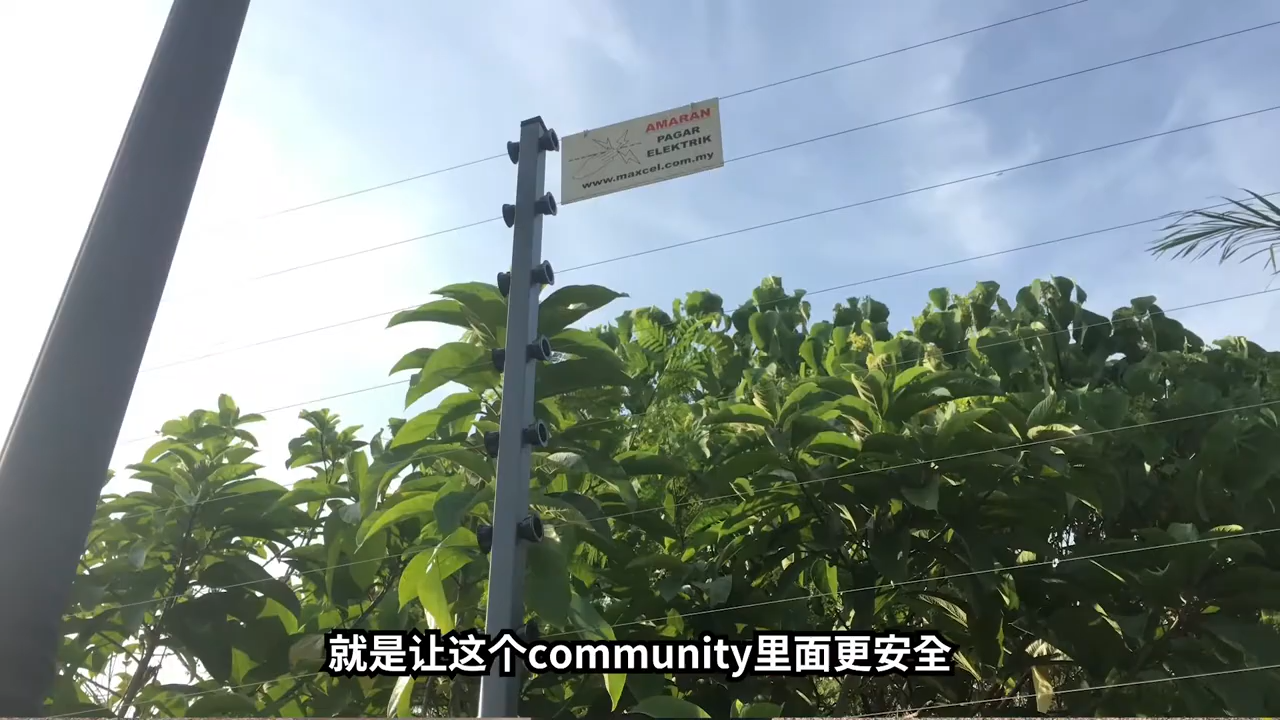 AMARAN
PAGAR
ELEKTRIK
www.maxcel.com.my
就是让这个community里面更安全